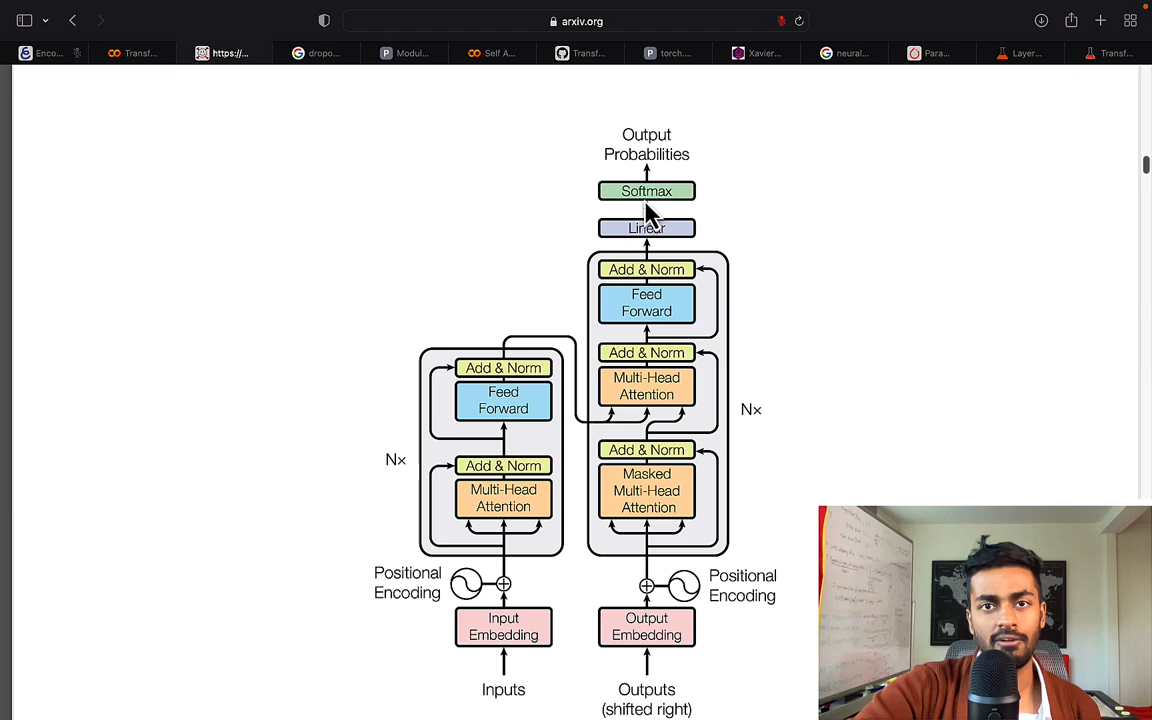 arxiv.org
Enco...
Transf...
https://...
dropo...
Modul...
Self A...
Transf...
torch....
Xavier...
neural...
Para...
Layer...
Transf...
Output
Probabilities
Softmax
Linear
Add & Norm
Feed
Forward
Add & Norm
Multi-Head
Attention
Add & Norm
Masked
Multi-Head
Attention
Nx
Add & Norm
Feed
Forward
Add & Norm
Multi-Head
Attention
Nx
Positional
Encoding
Positional
Encoding
Input
Embedding
Output
Embedding
Inputs
Outputs
(shifted right)